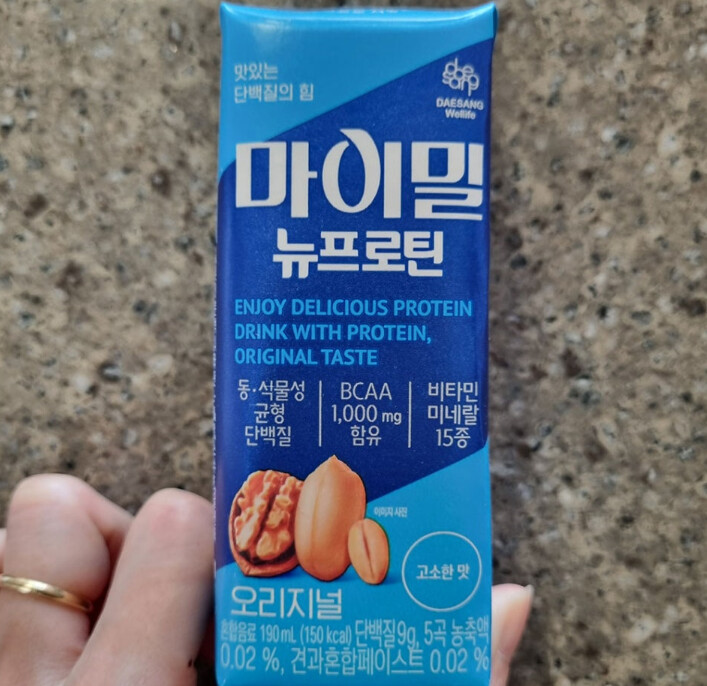 맛있는
단백질의 힘
DAESANG
Wellife
마이밀
뉴프로틴
ENJOY DELICIOUS PROTEIN
DRINK WITH PROTEIN,
ORIGINAL TASTE
동·식물성
균형
단백질
BCAA
1,000 mg
함유
비타민
미네랄
15종
이미지 사진
고소한 맛
오리지널
혼합음료 190 mL (150 kcal) 단백질 9g, 5곡 농축액
0.02 %, 견과혼합페이스트 0.02 %